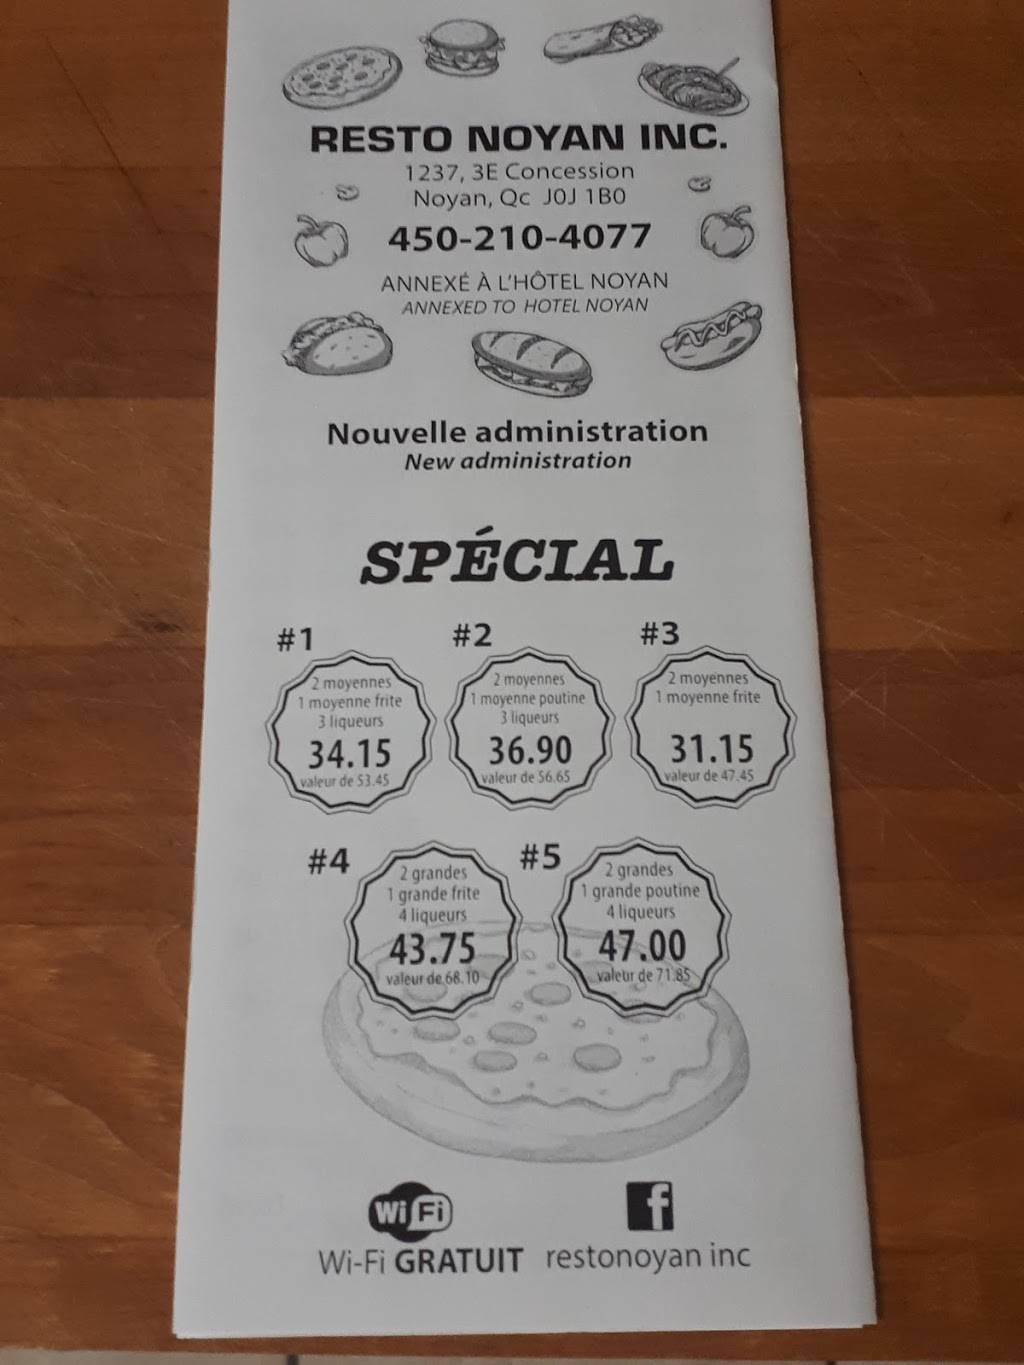 RESTO NOYAN INC.
1237, 3E Concession
Noyan, Qc J0J 1B0
450-210-4077
ANNEXÉ À L'HÔTEL NOYAN
ANNEXED TO HOTEL NOYAN
Nouvelle administration
New administration
SPÉCIAL
#1
2 moyennes
1 moyenne frite
3 liqueurs
34.15
valeur de 53.45
#2
2 moyennes
1 moyenne poutine
3 liqueurs
36.90
valeur de 56.65
#3
2 moyennes
1 moyenne frite
31.15
valeur de 47.45
#4
2 grandes
1 grande frite
4 liqueurs
43.75
valeur de 68.10
#5
2 grandes
1 grande poutine
4 liqueurs
47.00
valeur de 71.85
Wi Fi
f
Wi-Fi GRATUIT restonoyan inc